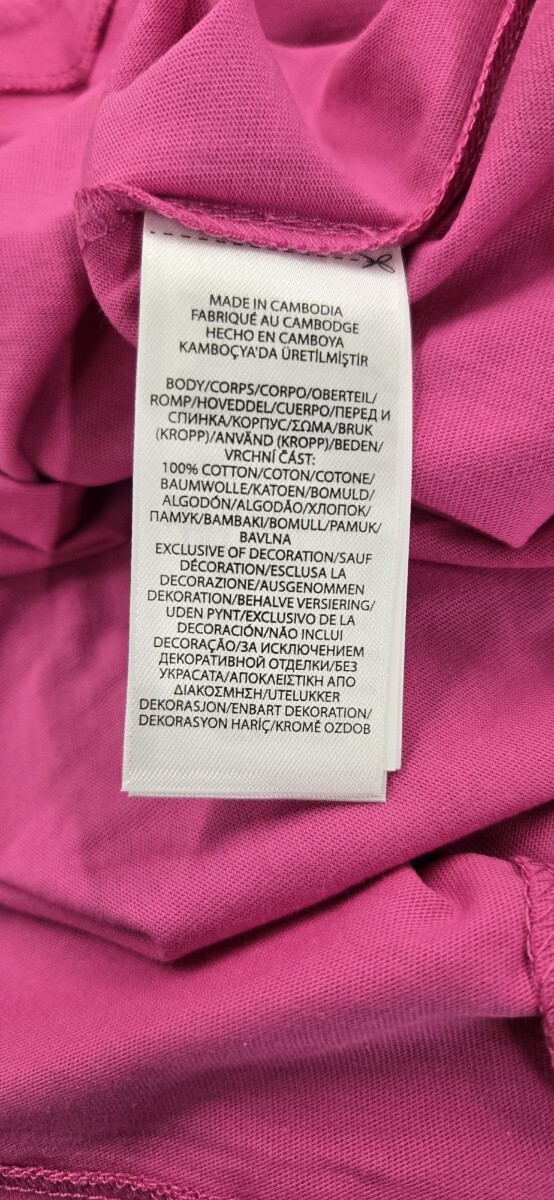 MADE IN CAMBODIA
FABRIQUÉ AU CAMBODGE
HECHO EN CAMBOYA
KAMBOÇYA'DA ÜRETİLMİŞTİR
BODY/CORPS/CORPO/OBERTEIL/
ROMP/HOVEDDEL/CUERPO/ПЕРЕД И
СПИНКА/КОРПУС/ΣΩΜΑ/BRUK
(KROPP)/ANVÄND (KROPP)/BEDEN/
VRCHNÍ ČÁST:
100% COTTON/COTON/COTONE/
BAUMWOLLE/KATOEN/BOMULD/
ALGODÓN/ALGODÃO/ХЛОПОК/
ПАМУК/ΒΑΜΒΑΚΙ/BOMULL/PAMUK/
BAVLNA
EXCLUSIVE OF DECORATION/SAUF
DÉCORATION/ESCLUSA LA
DECORAZIONE/AUSGENOMMEN
DEKORATION/BEHALVE VERSIERING/
UDEN PYNT/EXCLUSIVO DE LA
DECORACIÓN/NÃO INCLUI
DECORAÇÃO/ЗА ИСКЛЮЧЕНИЕМ
ДЕКОРАТИВНОЙ ОТДЕЛКИ/БЕЗ
УКРАСАТА/ΑΠΟΚΛΕΙΣΤΙΚΗ ΑΠΟ
ΔΙΑΚΟΣΜΗΣΗ/UTELUKKER
DEKORASJON/ENBART DEKORATION/
DEKORASYON HARİÇ/KROMĚ OZDOB